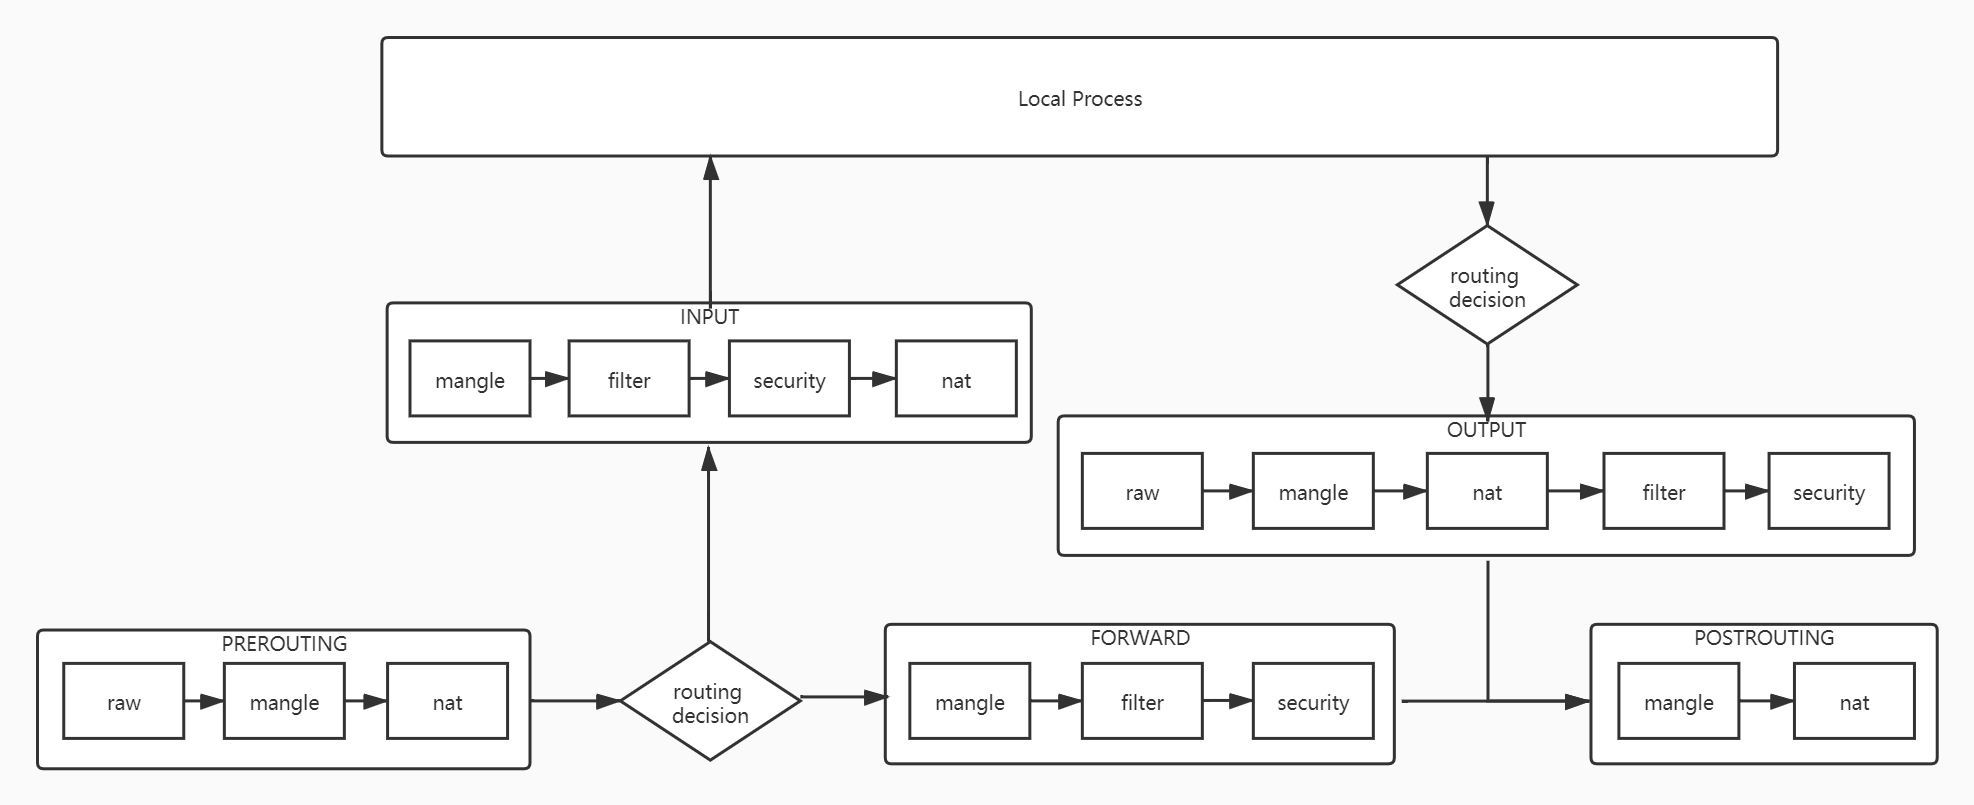 Local Process
routing
decision
INPUT
mangle
filter
security
nat
OUTPUT
raw
mangle
nat
filter
security
PREROUTING
raw
mangle
nat
routing
decision
FORWARD
mangle
filter
security
POSTROUTING
mangle
nat